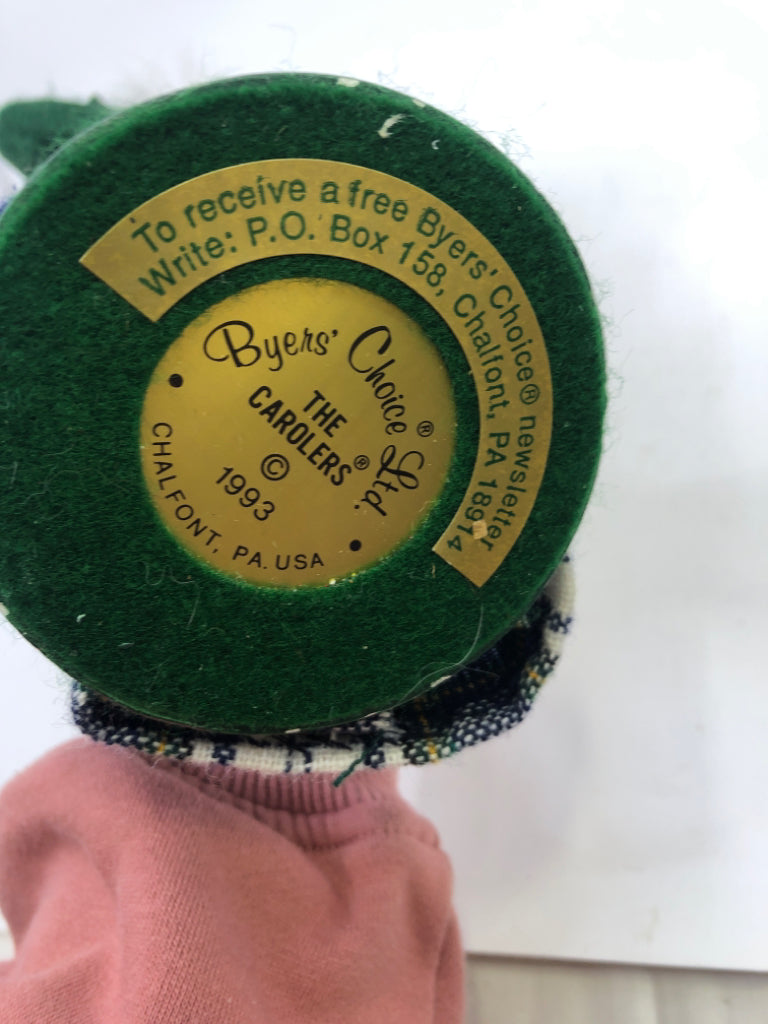 To receive a free Byers' Choice® newsletter
Write: P.O. Box 158, Chalfont, PA 18914
Byers' Choice® Ltd.
THE
CAROLERS®
©
1993
CHALFONT, PA. USA